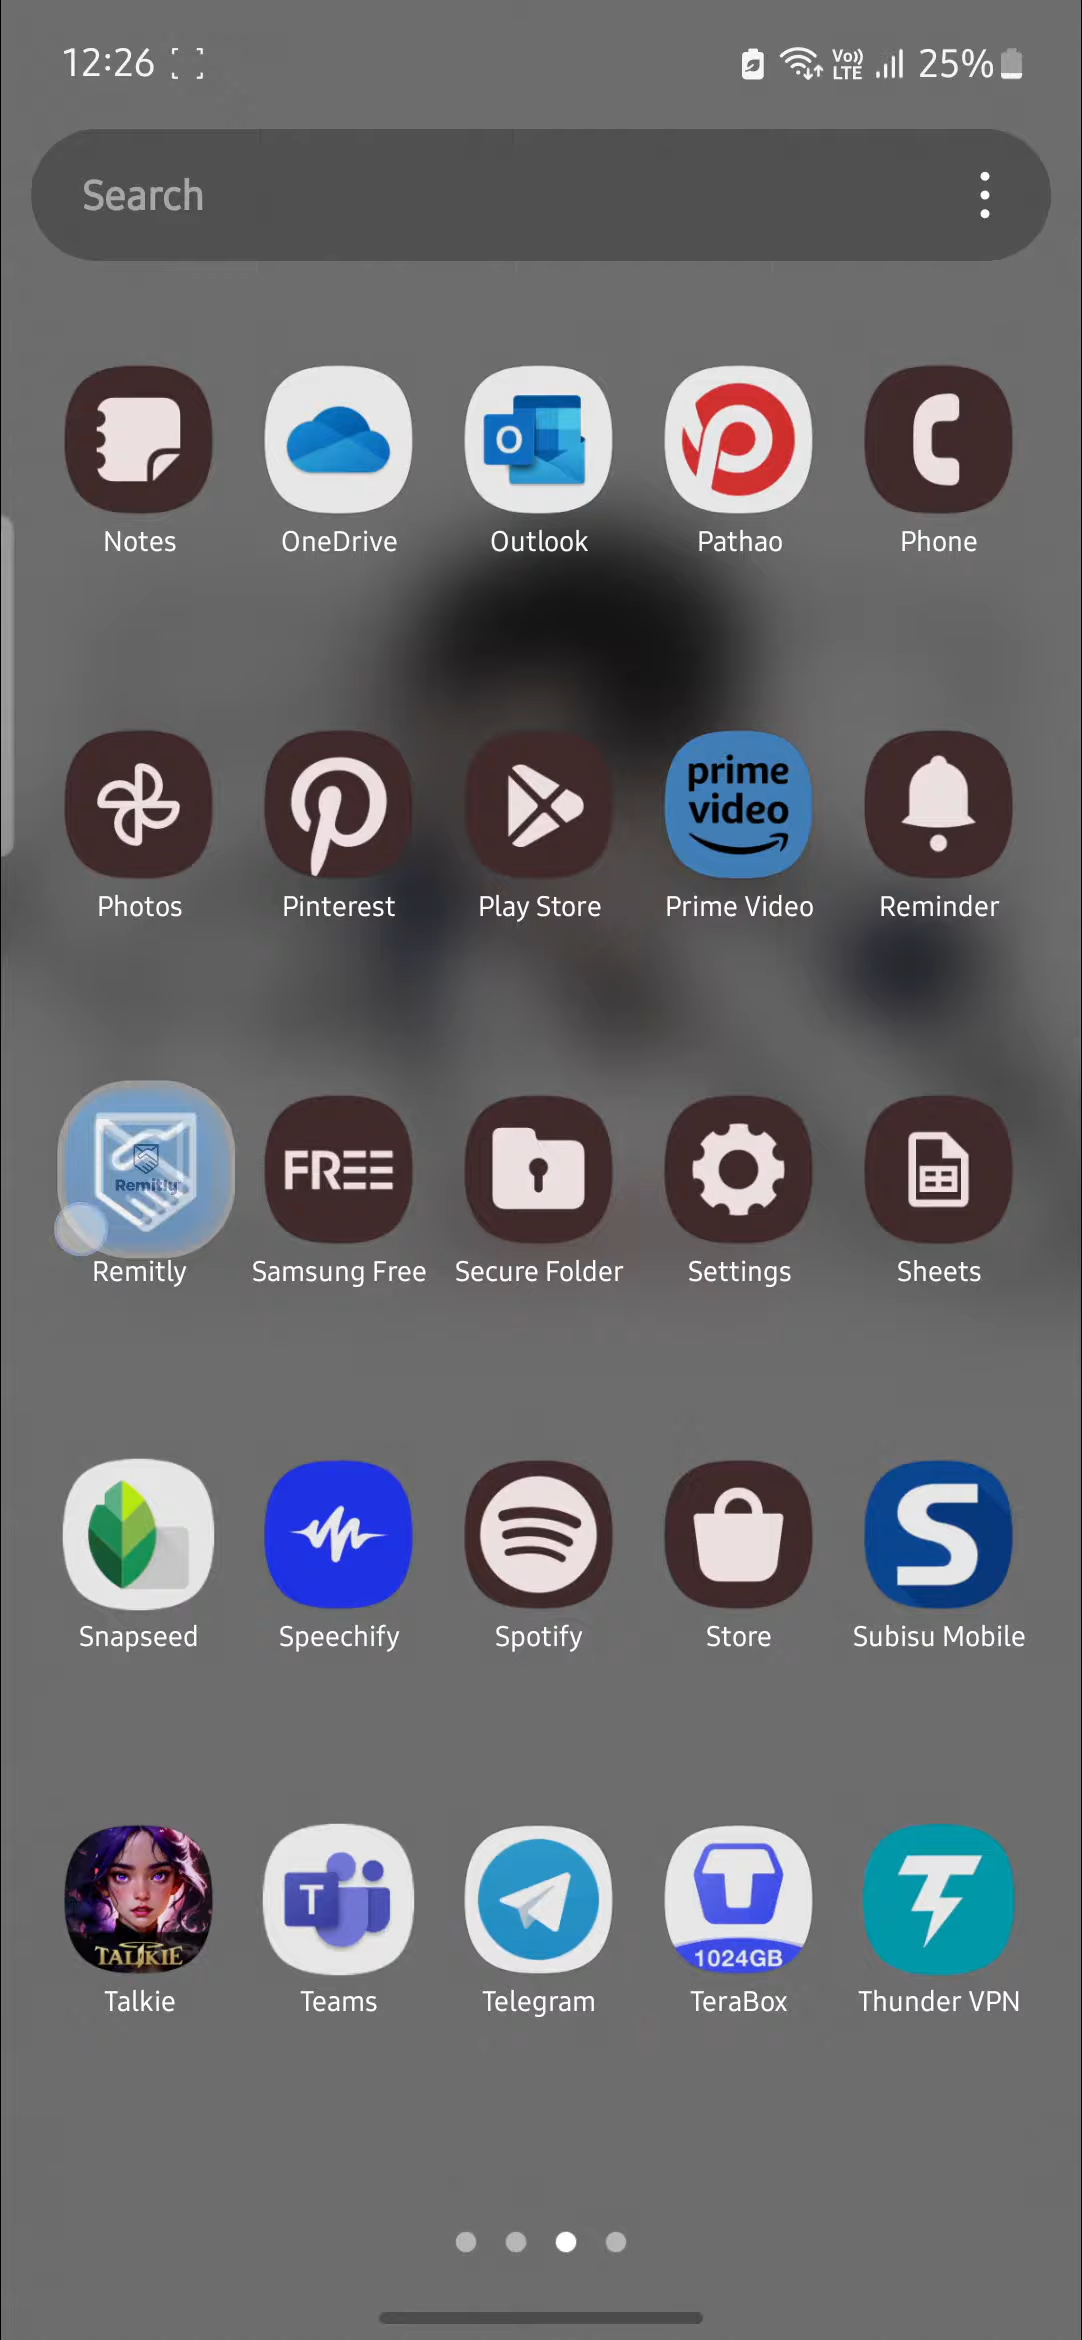 12:26 Vo)) LTE 25%
Search
O
Notes OneDrive Outlook Pathao Phone
prime
video
Photos Pinterest Play Store Prime Video Reminder
Remitly FREE
Remitly Samsung Free Secure Folder Settings Sheets
S
Snapseed Speechify Spotify Store Subisu Mobile
T
TALKIE 1024GB
Talkie Teams Telegram TeraBox Thunder VPN